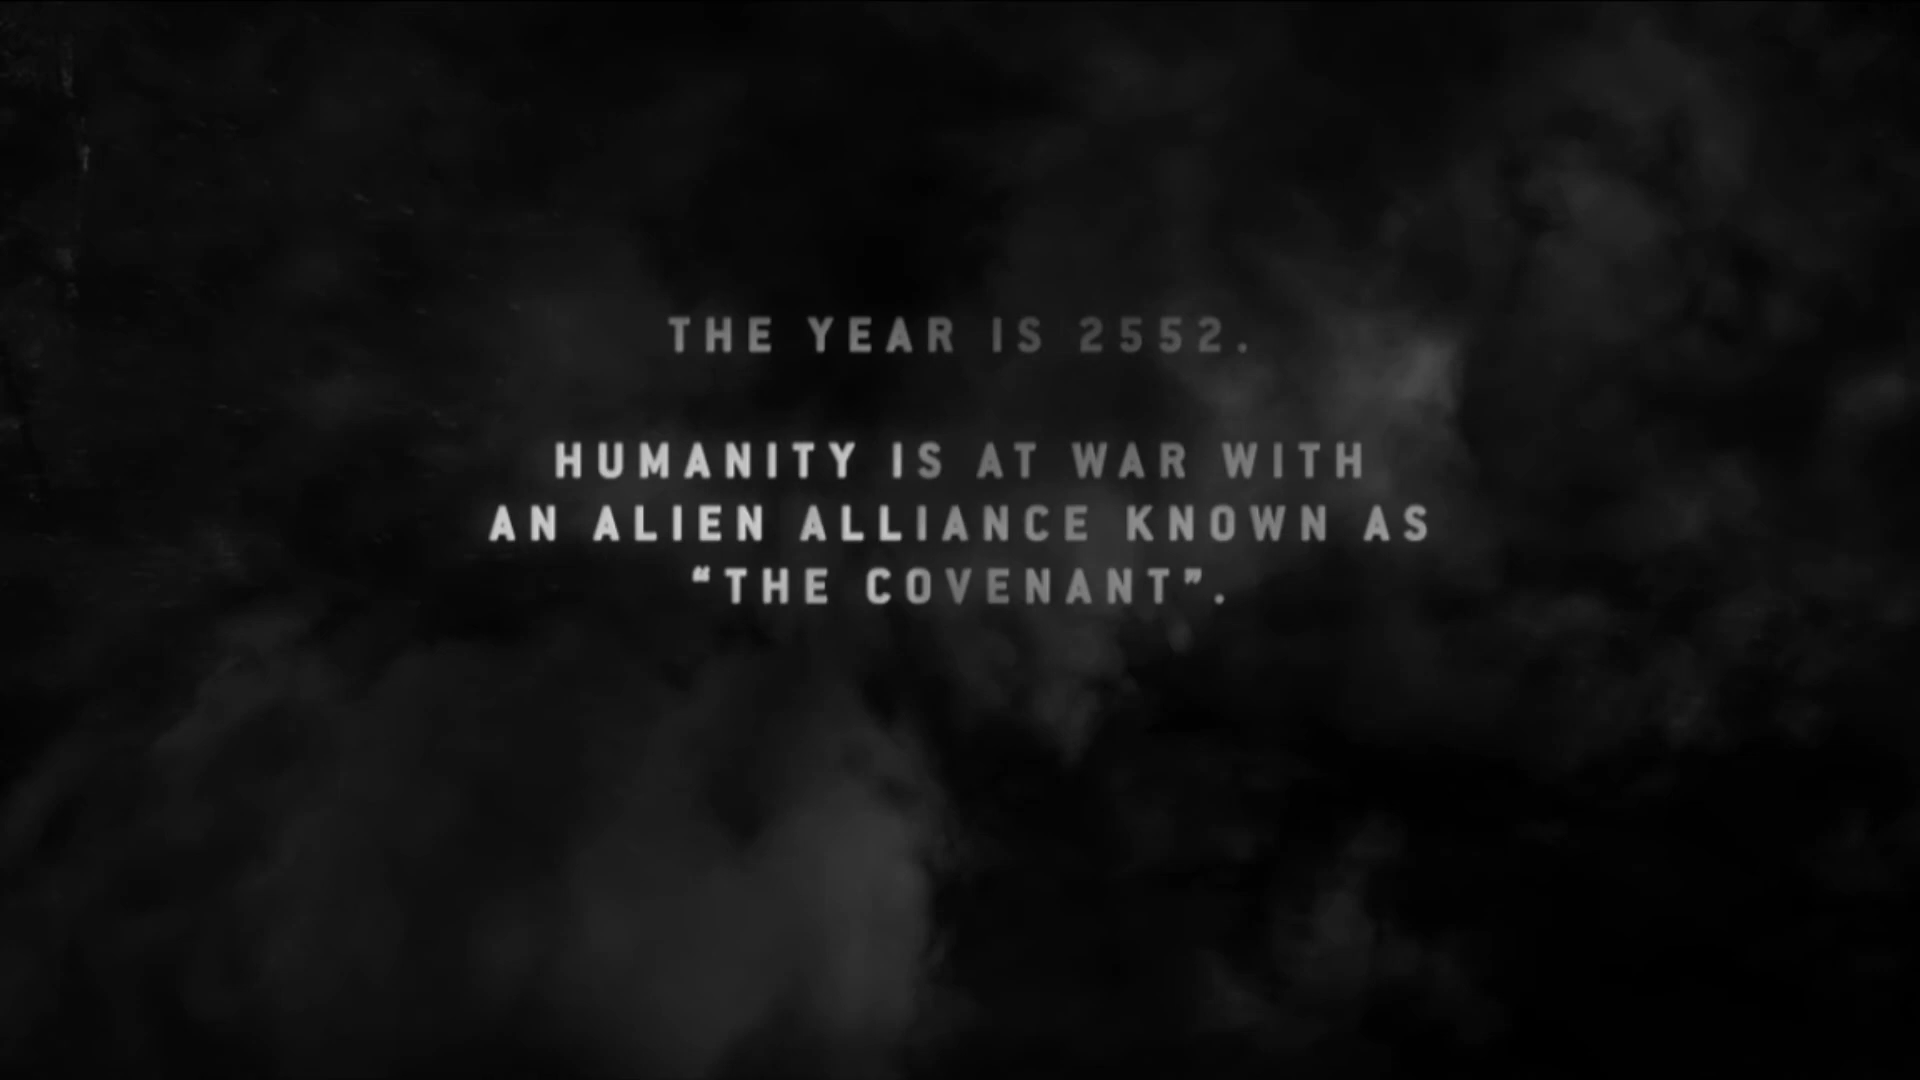 THE YEAR IS 2552.
HUMANITY IS AT WAR WITH
AN ALIEN ALLIANCE KNOWN AS
“THE COVENANT”.